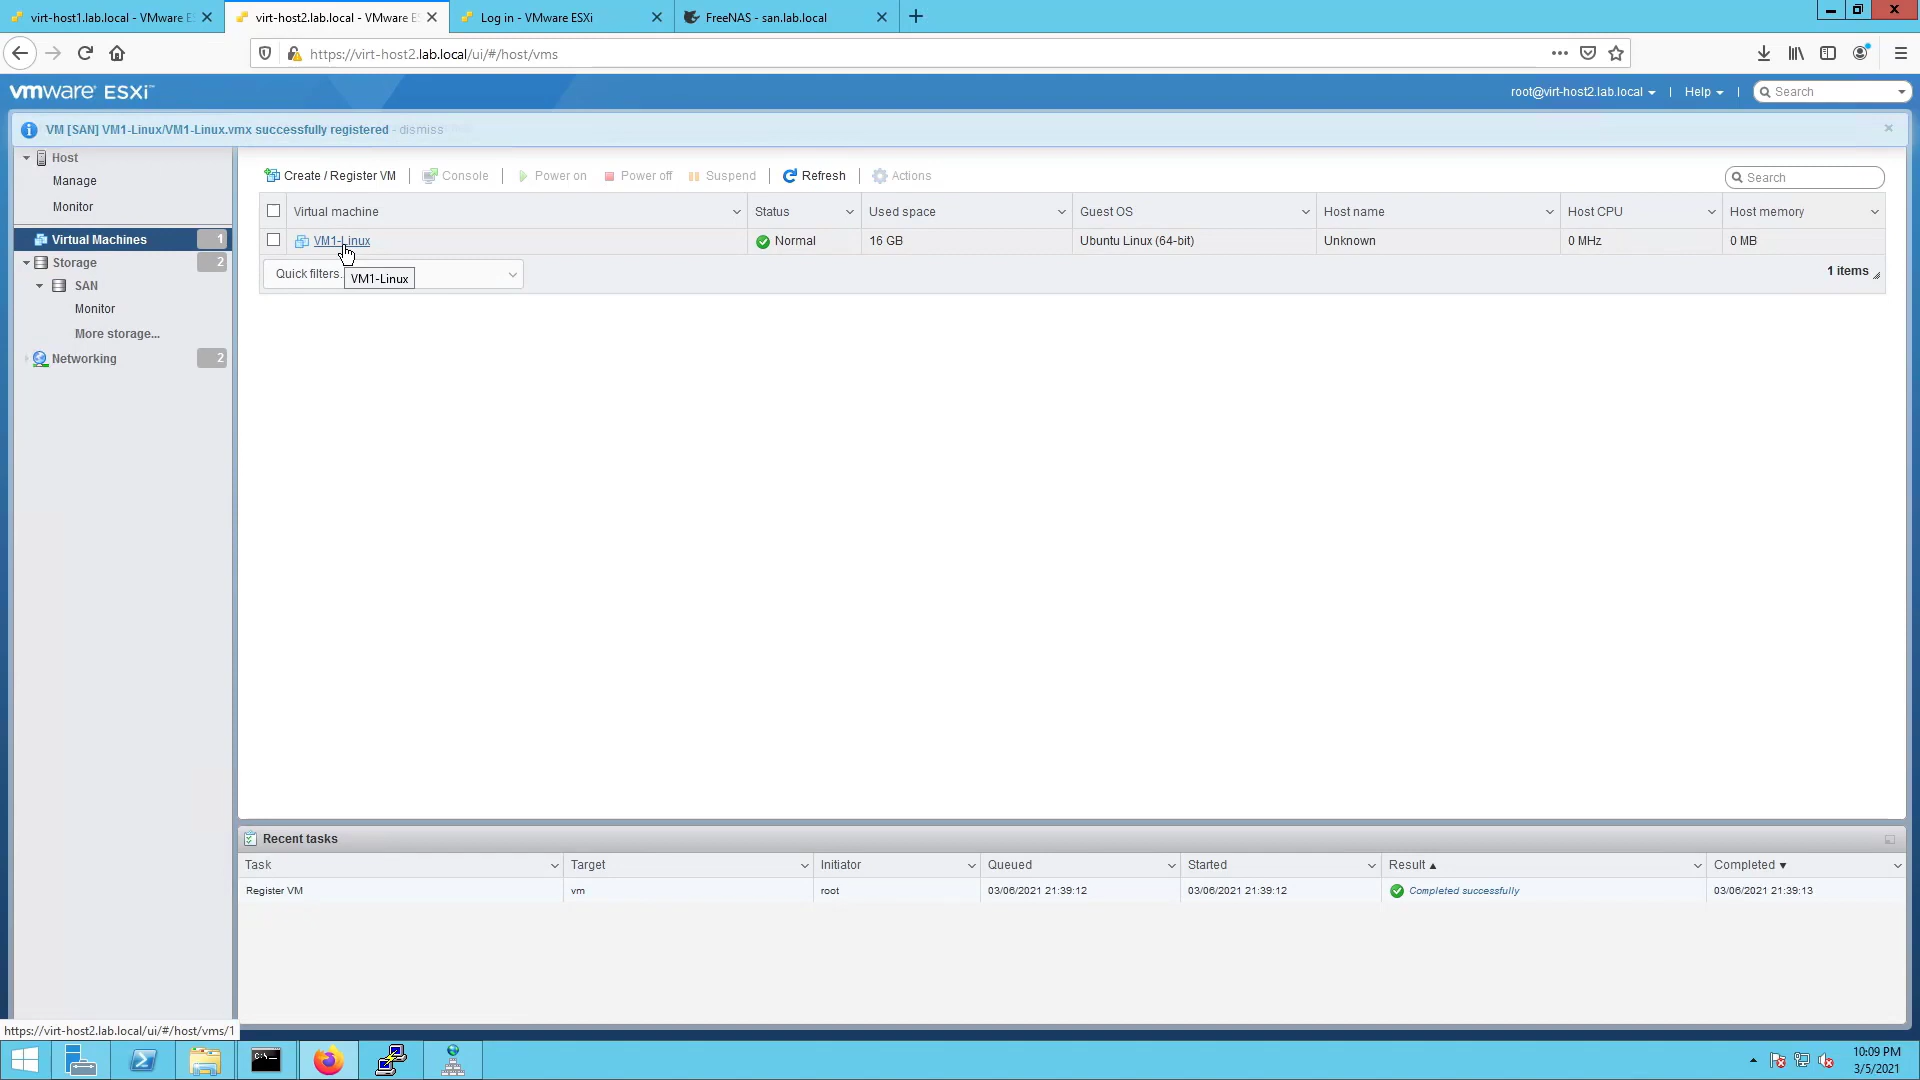 virt-host1.lab.local - VMware E
virt-host2.lab.local - VMware ES
Log in - VMware ESXi
FreeNAS - san.lab.local
https://virt-host2.lab.local/ui/#/host/vms
vmware ESXi™
root@virt-host2.lab.local
Help
Search
VM [SAN] VM1-Linux/VM1-Linux.vmx successfully registered - dismiss
Host
Manage
Monitor
Virtual Machines 1
Storage 2
SAN
Monitor
More storage...
Networking 2
Create / Register VM
Console
Power on
Power off
Suspend
Refresh
Actions
Search
Virtual machine Status Used space Guest OS Host name Host CPU Host memory
VM1-Linux Normal 16 GB Ubuntu Linux (64-bit) Unknown 0 MHz 0 MB
Quick filters.
VM1-Linux
1 items
Recent tasks
Task Target Initiator Queued Started Result Completed
Register VM vm root 03/06/2021 21:39:12 03/06/2021 21:39:12 Completed successfully 03/06/2021 21:39:13
https://virt-host2.lab.local/ui/#/host/vms/1
10:09 PM
3/5/2021